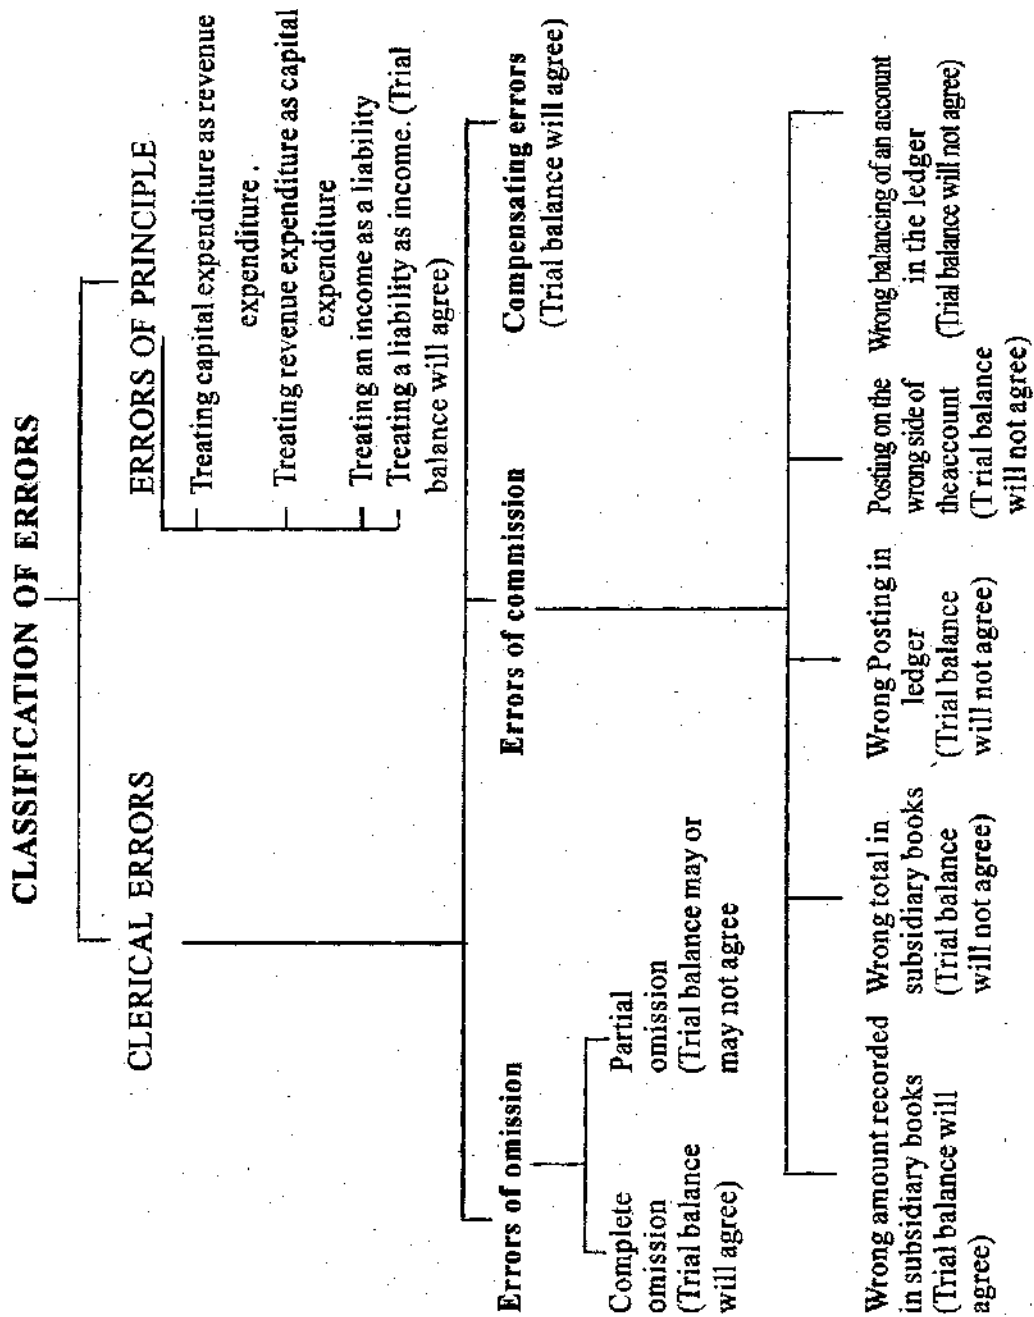 CLASSIFICATION OF ERRORS
CLERICAL ERRORS
ERRORS OF PRINCIPLE
Treating capital expenditure as revenue
expenditure .
Treating revenue expenditure as capital
expenditure
Treating an income as a liability
Treating a liability as income. (Trial
balance will agree)
Errors of omission
Errors of commission
Compensating errors
(Trial balance will agree)
Complete
omission
(Trial balance
will agree)
Partial
omission
(Trial balance may or
may not agree
Wrong amount recorded
in subsidiary books
(Trial balance will
agree)
Wrong total in
subsidiary books
(Trial balance
will not agree)
Wrong Posting in
ledger
(Trial balance
will not agree)
Posting on the
wrong side of
the account
(Trial balance
will not agree)
Wrong balancing of an account
in the ledger
(Trial balance will not agree)